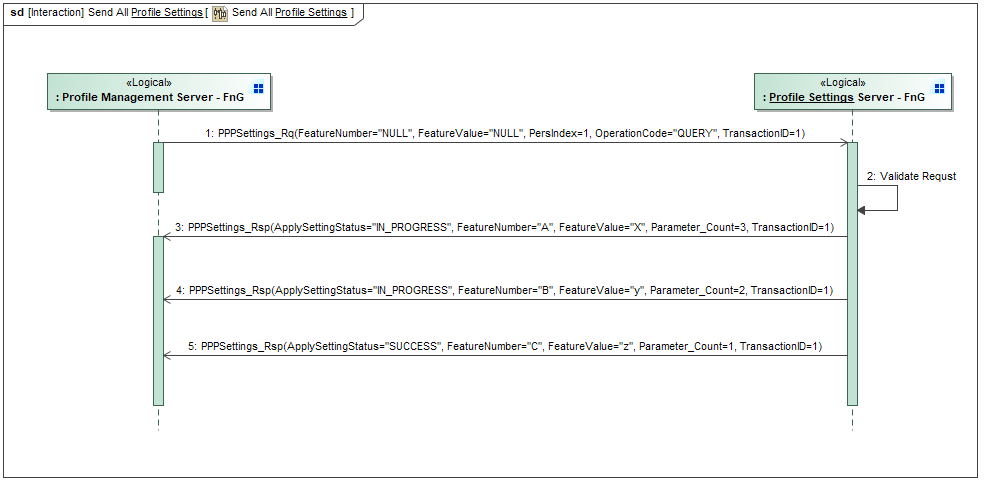 sd [Interaction] Send All Profile Settings [ Send All Profile Settings ]
«Logical»
: Profile Management Server - FnG
«Logical»
: Profile Settings Server - FnG
1: PPPSettings_Rq(FeatureNumber="NULL", FeatureValue="NULL", PersIndex=1, OperationCode="QUERY", TransactionID=1)
2: Validate Requst
3: PPPSettings_Rsp(ApplySettingStatus="IN_PROGRESS", FeatureNumber="A", FeatureValue="X", Parameter_Count=3, TransactionID=1)
4: PPPSettings_Rsp(ApplySettingStatus="IN_PROGRESS", FeatureNumber="B", FeatureValue="y", Parameter_Count=2, TransactionID=1)
5: PPPSettings_Rsp(ApplySettingStatus="SUCCESS", FeatureNumber="C", FeatureValue="z", Parameter_Count=1, TransactionID=1)